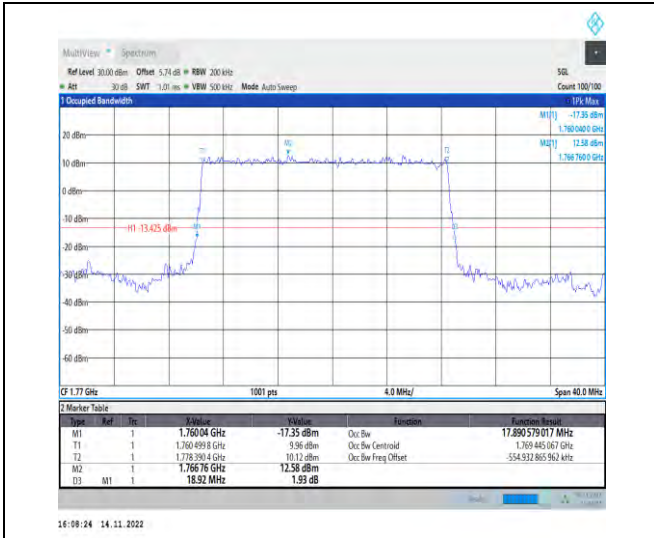 MultiView Spectrum
Ref Level 30.00 dBm Offset 5.74 dB RBW 200 kHz SGL
Att 30 dB SWT 1.01 ms VBW 500 kHz Mode Auto Sweep Count 100/100
1 Occupied Bandwidth 1Pk Max
M1[1] -17.35 dBm
1.760 040 0 GHz
M2[1] 12.58 dBm
1.766 760 0 GHz
20 dBm
T1 M2 T2
10 dBm
0 dBm
-10 dBm
H1 -13.425 dBm M1 D3
-20 dBm
-30 dBm
-40 dBm
-50 dBm
-60 dBm
CF 1.77 GHz 1001 pts 4.0 MHz/ Span 40.0 MHz
2 Marker Table
Type Ref Trc X-Value Y-Value Function Function Result
M1 1 1.76004 GHz -17.35 dBm Occ Bw 17.890 579 017 MHz
T1 1 1.760 499 8 GHz 9.96 dBm Occ Bw Centroid 1.769 445 067 GHz
T2 1 1.778 390 4 GHz 10.12 dBm Occ Bw Freq Offset -554.932 865 962 kHz
M2 1 1.76676 GHz 12.58 dBm
D3 M1 1 18.92 MHz 1.93 dB
16:08:24 14.11.2022